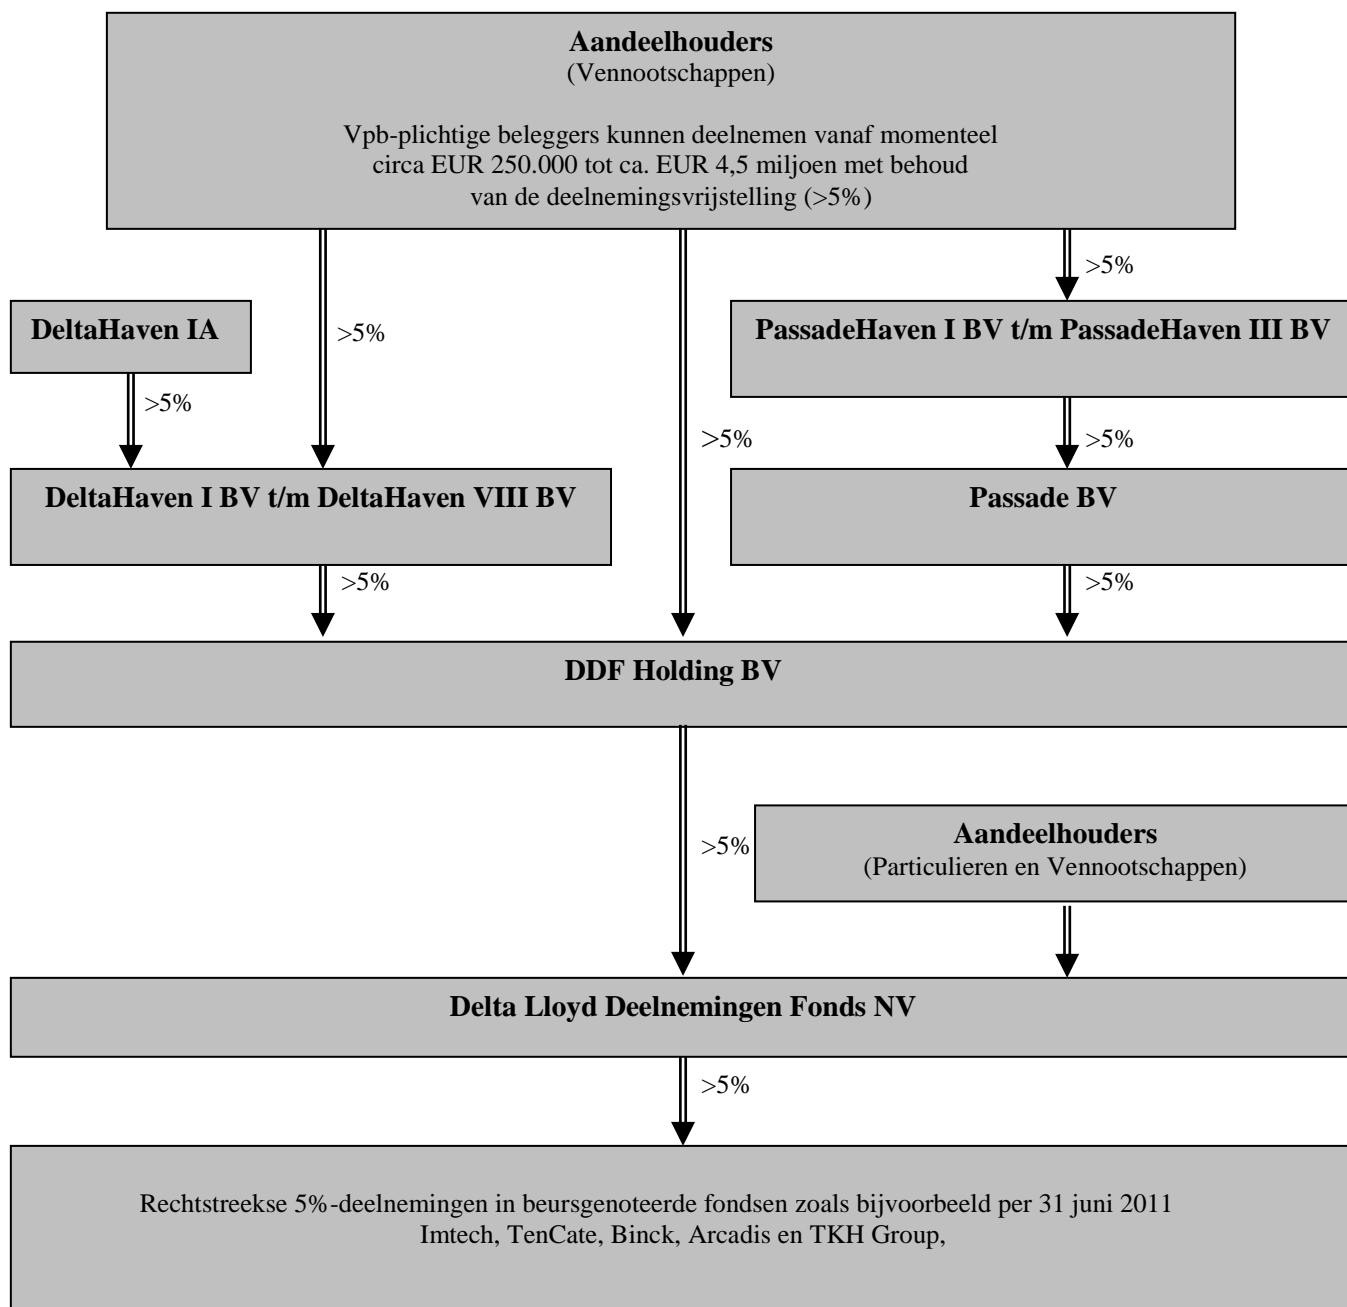 Aandeelhouders
(Vennootschappen)
Vpb-plichtige beleggers kunnen deelnemen vanaf momenteel
circa EUR 250.000 tot ca. EUR 4,5 miljoen met behoud
van de deelnemingsvrijstelling (>5%)
>5%
DeltaHaven IA
>5%
PassadeHaven I BV t/m PassadeHaven III BV
>5%
>5%
>5%
DeltaHaven I BV t/m DeltaHaven VIII BV
Passade BV
>5%
>5%
DDF Holding BV
>5%
Aandeelhouders
(Particulieren en Vennootschappen)
Delta Lloyd Deelnemingen Fonds NV
>5%
Rechtstreekse 5%-deelnemingen in beursgenoteerde fondsen zoals bijvoorbeeld per 31 juni 2011
Imtech, TenCate, Binck, Arcadis en TKH Group,